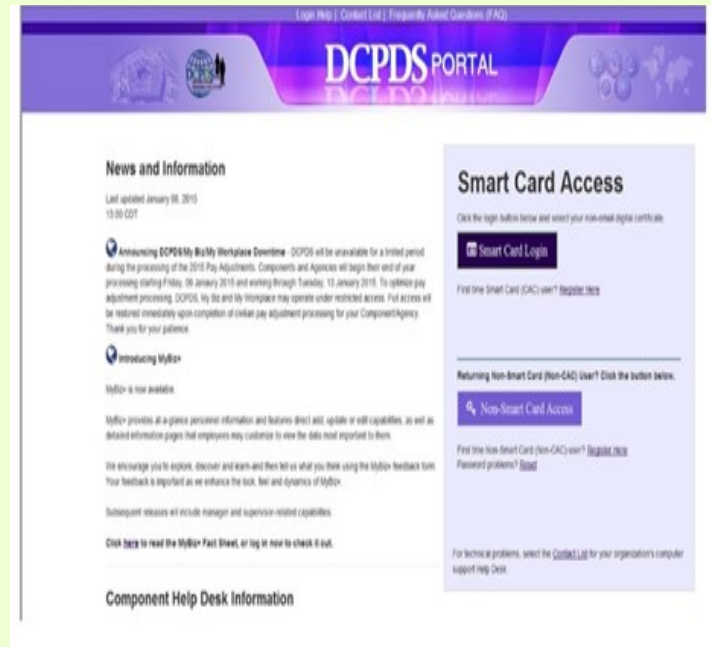 Login Help | Contact List | Frequently Asked Questions (FAQ)
DCPDS PORTAL
DCPDS
News and Information
Last updated January 08, 2015
13:00 CDT
Announcing DCPDS/My Biz/My Workplace Downtime - DCPDS will be unavailable for a limited period
during the processing of the 2015 Pay Adjustments. Components and Agencies will begin their end of year
processing starting Friday, 09 January 2015 and working through Tuesday, 13 January 2015. To optimize pay
adjustment processing, DCPDS, My Biz and My Workplace may operate under restricted access. Full access will
be restored immediately upon completion of civilian pay adjustment processing for your Component/Agency.
Thank you for your patience.
Introducing MyBiz+
MyBiz+ is now available.
MyBiz+ provides at-a-glance personnel information and features direct add, update or edit capabilities, as well as
detailed information pages that employees may customize to view the data most important to them.
We encourage you to explore, discover and learn-and then tell us what you think using the MyBiz+ feedback form.
Your feedback is important as we enhance the look, feel and dynamics of MyBiz+.
Subsequent releases will include manager and supervisor-related capabilities.
Click here to read the MyBiz+ Fact Sheet, or log in now to check it out.
Component Help Desk Information
Smart Card Access
Click the login button below and select your non-email digital certificate.
Smart Card Login
First time Smart Card (CAC) user? Register Here
Returning Non-Smart Card (Non-CAC) User? Click the button below.
Non-Smart Card Access
First time Non-Smart Card (Non-CAC) user? Register Here
Password problems? Reset
For technical problems, select the Contact List for your organization's computer
support Help Desk.